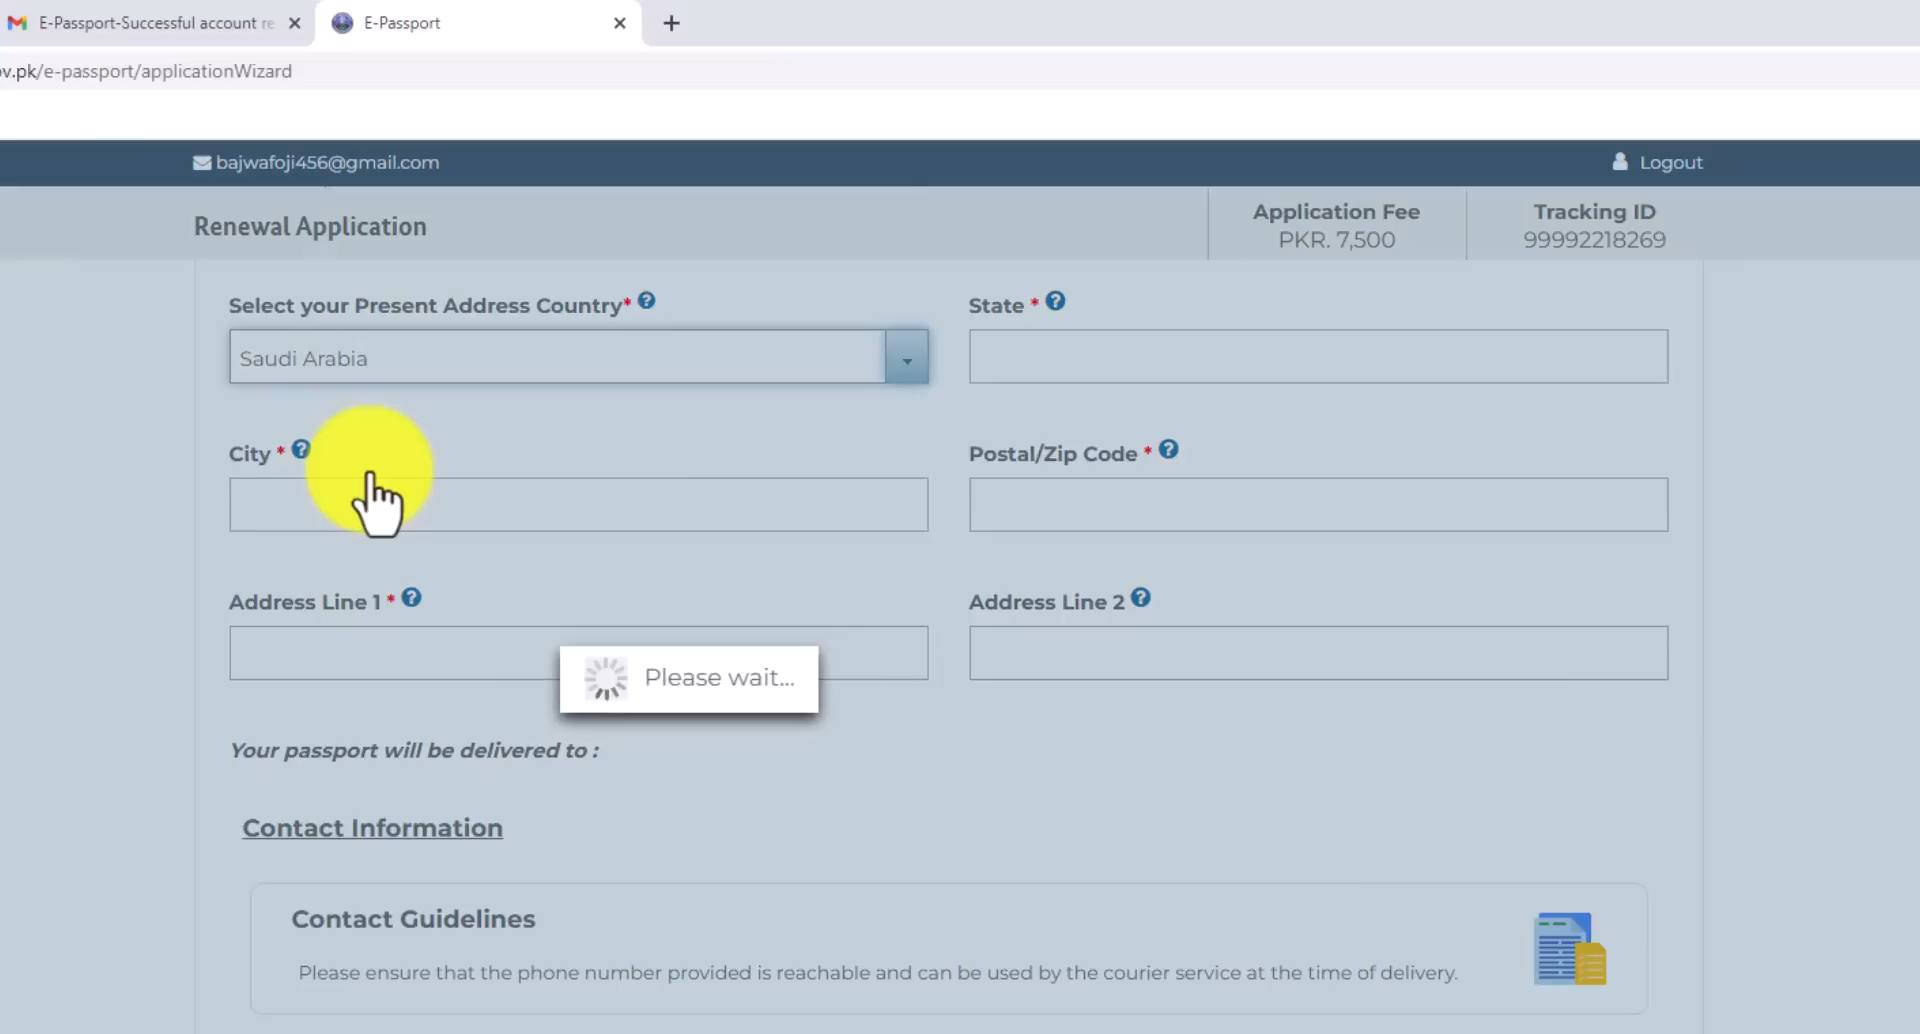 E-Passport-Successful account re
E-Passport
ov.pk/e-passport/applicationWizard
bajwafoji456@gmail.com
Logout
Renewal Application
Application Fee
PKR. 7,500
Tracking ID
99992218269
Select your Present Address Country*
State *
Saudi Arabia
City *
Postal/Zip Code *
Address Line 1 *
Address Line 2
Please wait...
Your passport will be delivered to :
Contact Information
Contact Guidelines
Please ensure that the phone number provided is reachable and can be used by the courier service at the time of delivery.